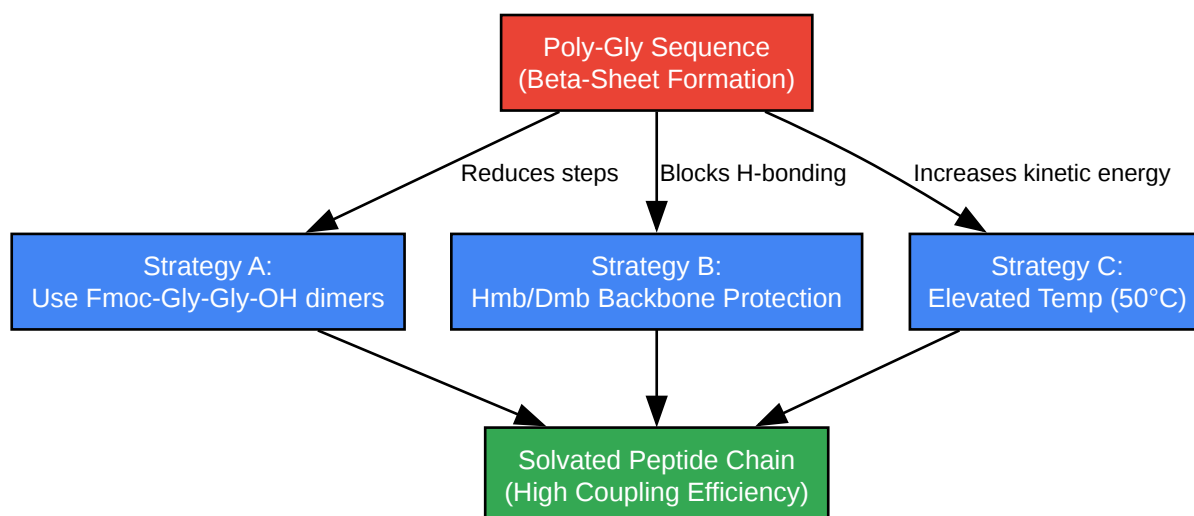 Poly-Gly Sequence
(Beta-Sheet Formation)
Reduces steps
Blocks H-bonding
Increases kinetic energy
Strategy A:
Use Fmoc-Gly-Gly-OH dimers
Strategy B:
Hmb/Dmb Backbone Protection
Strategy C:
Elevated Temp (50°C)
Solvated Peptide Chain
(High Coupling Efficiency)